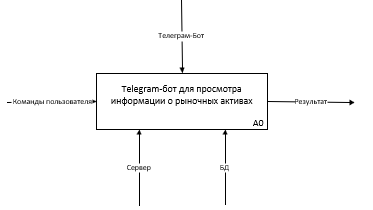 Телеграм-Бот
Telegram-бот для просмотра
информации о рыночных активах
Команды пользователя
Результат
A0
Сервер
БД